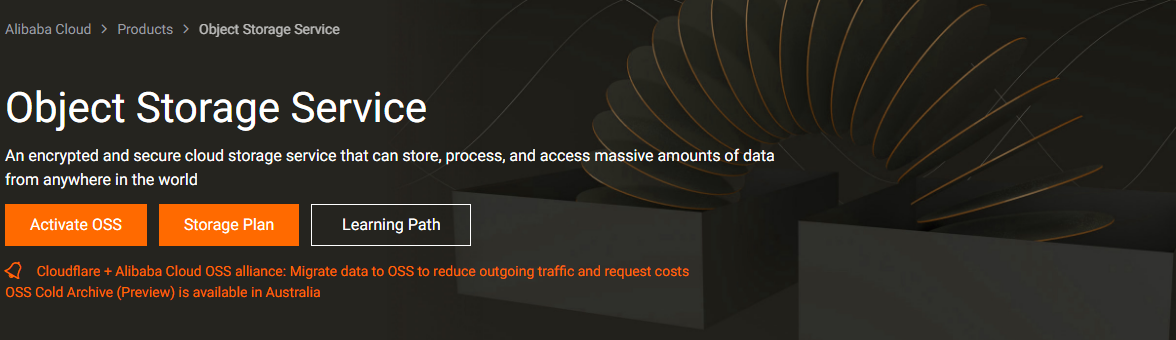 Alibaba Cloud > Products > Object Storage Service
Object Storage Service
An encrypted and secure cloud storage service that can store, process, and access massive amounts of data
from anywhere in the world
Activate OSS Storage Plan Learning Path
Cloudflare + Alibaba Cloud OSS alliance: Migrate data to OSS to reduce outgoing traffic and request costs
OSS Cold Archive (Preview) is available in Australia